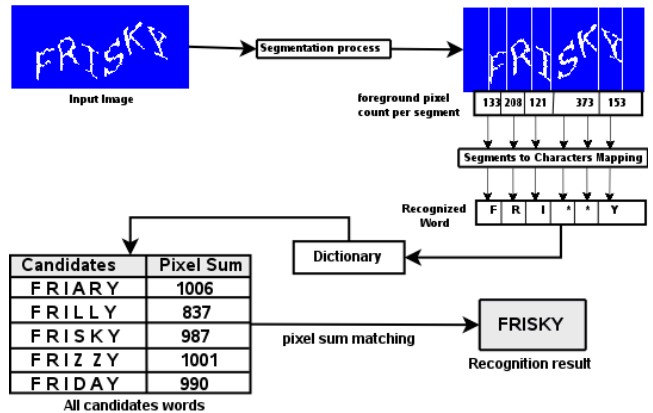 FRISKY
Input Image
Segmentation process
FRISKY
foreground pixel
count per segment
133 208 121 373 153
Segments to Characters Mapping
Recognized
Word
F R I * * Y
Dictionary
Candidates Pixel Sum
FRIARY 1006
FRILLY 837
FRISKY 987
FRIZZY 1001
FRIDAY 990
All candidates words
pixel sum matching
FRISKY
Recognition result